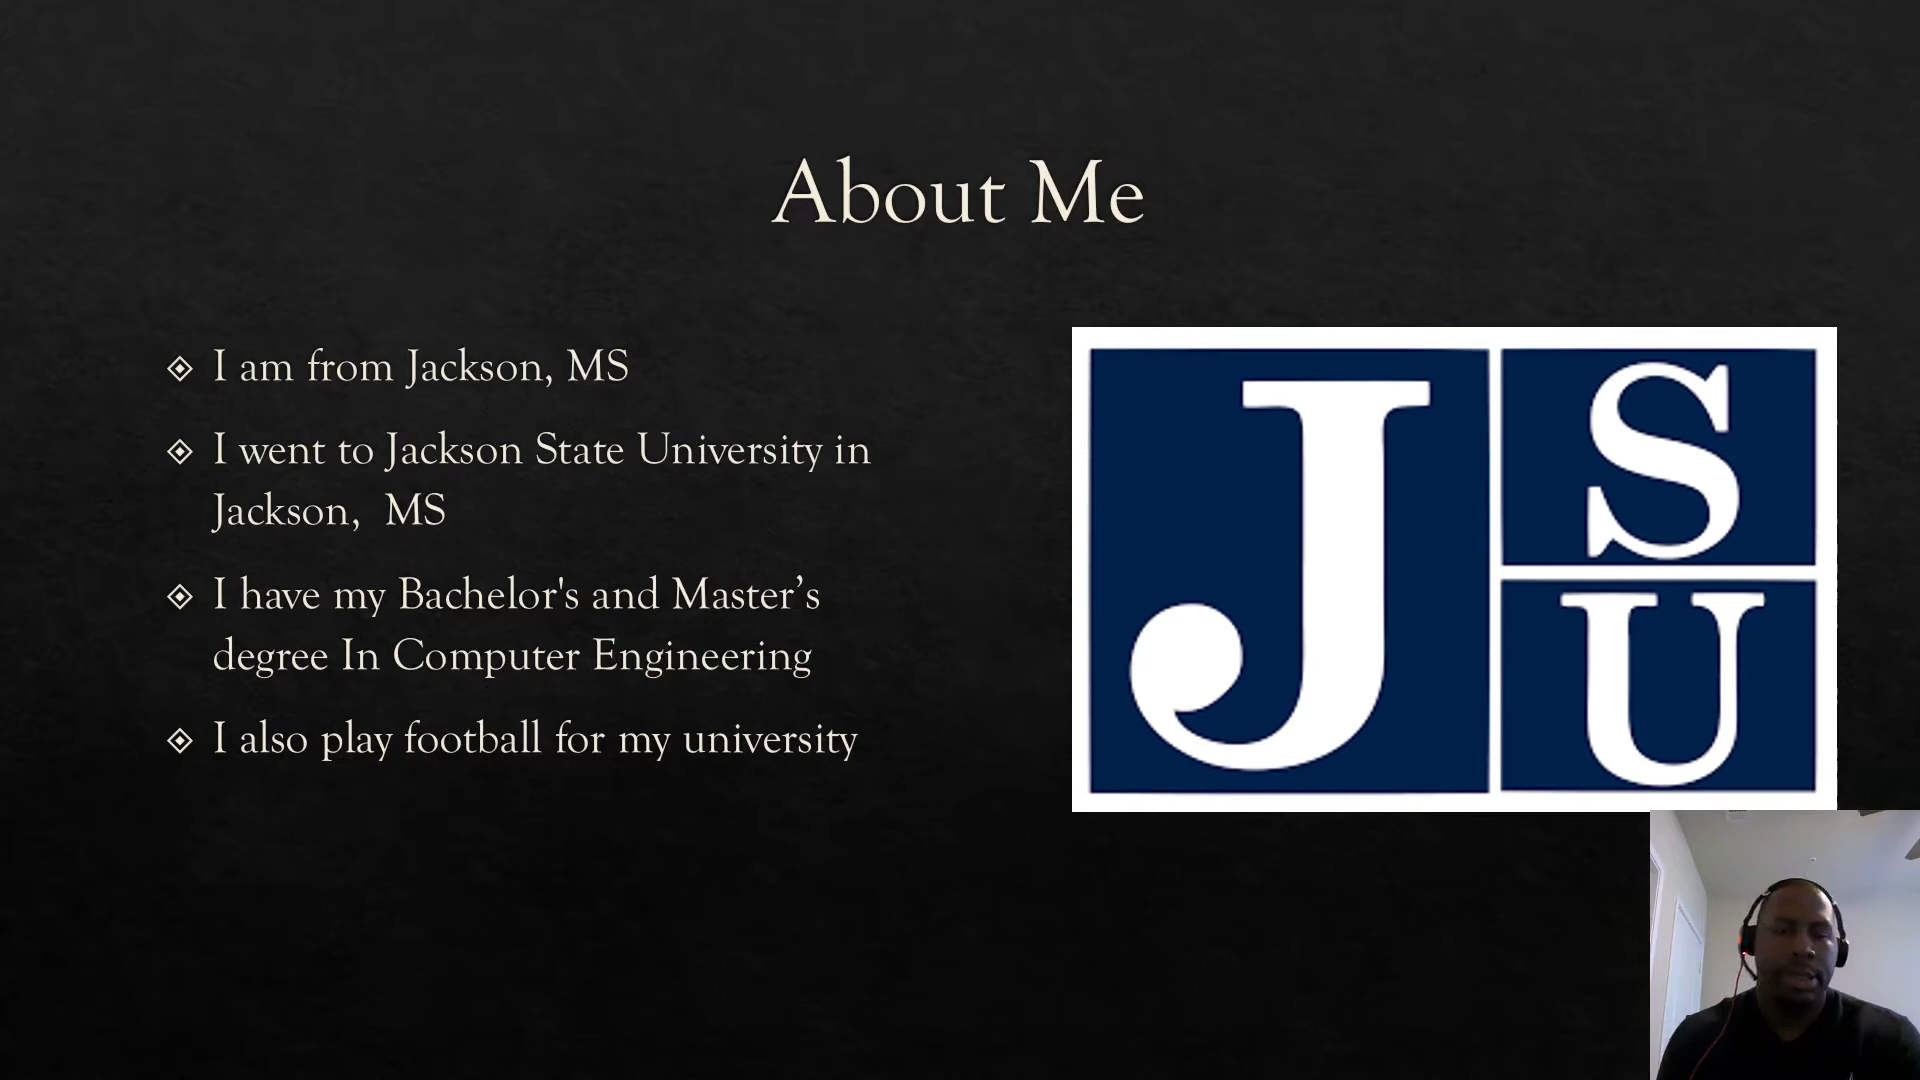 About Me
I am from Jackson, MS
I went to Jackson State University in
Jackson,  MS
I have my Bachelor's and Master’s
degree In Computer Engineering
I also play football for my university
J
S
U